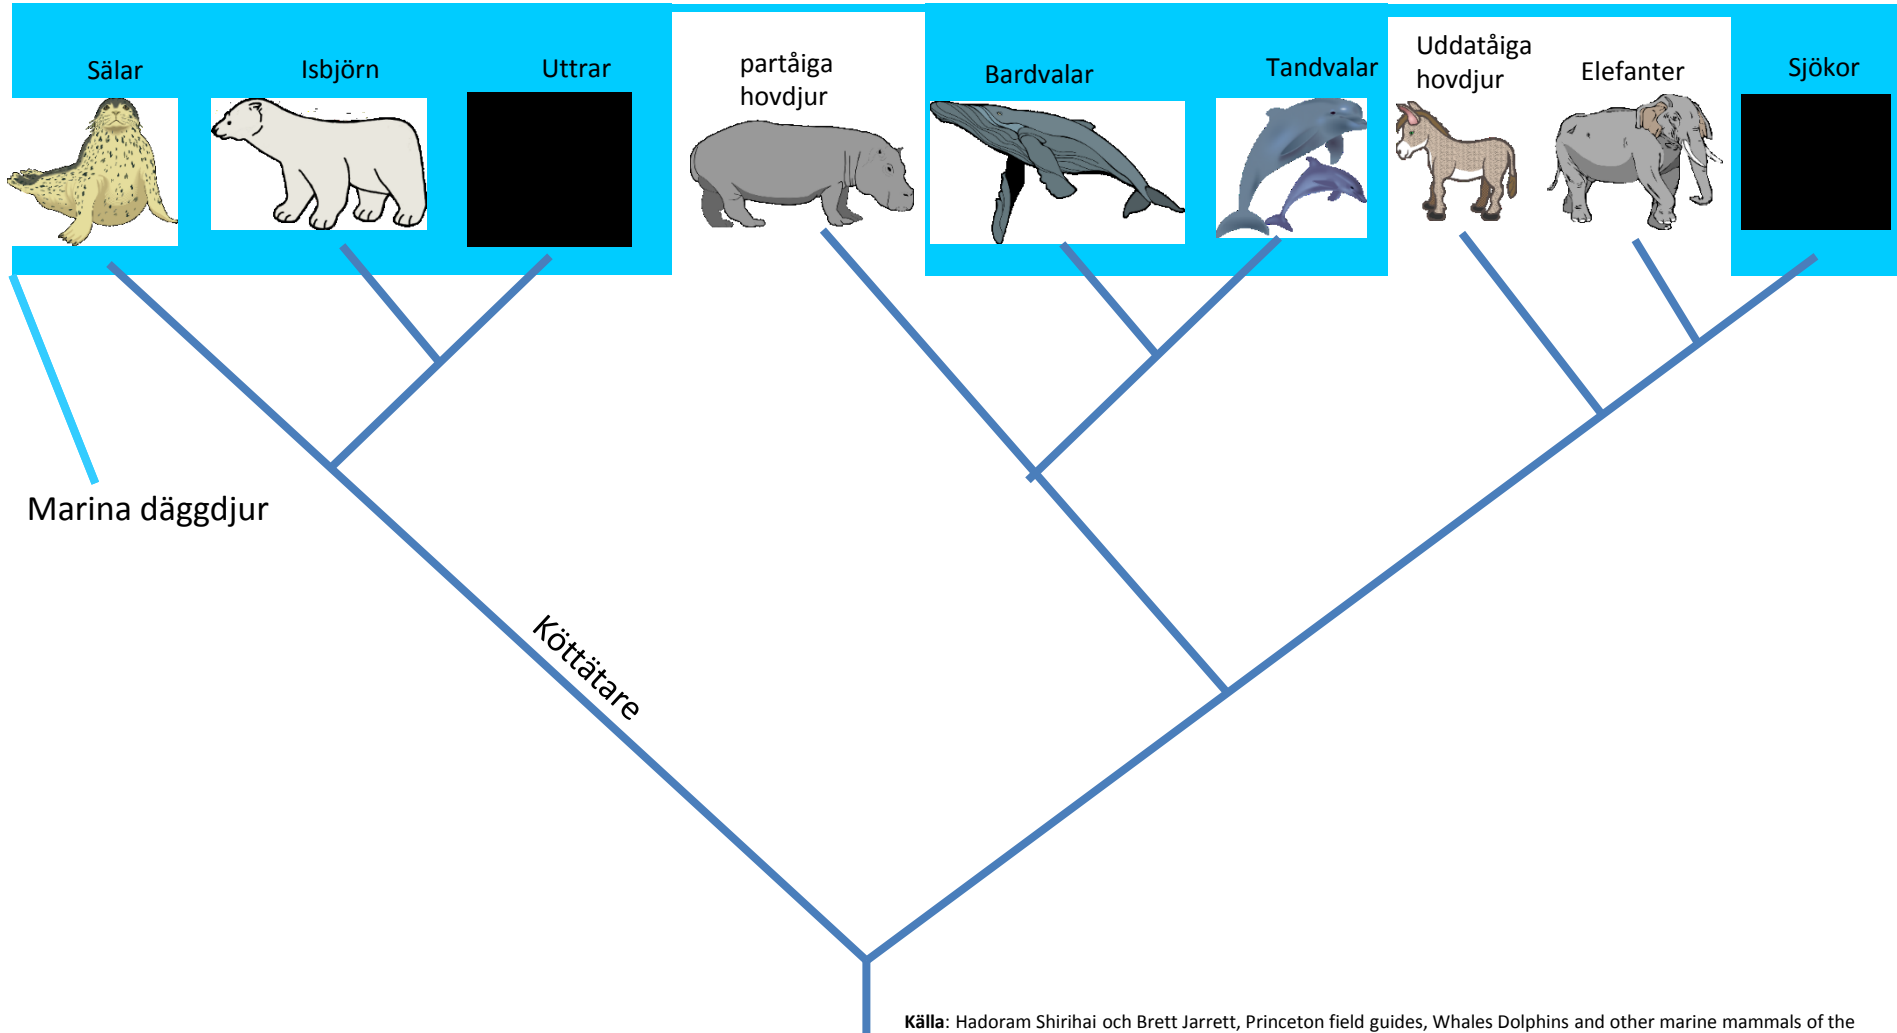 Sälar
Isbjörn
Uttrar
partåiga
hovdjur
Bardvalar
Tandvalar
Uddatåiga
hovdjur
Elefanter
Sjökor
Marina däggdjur
Köttätare
Källa: Hadoram Shirihai och Brett Jarrett, Princeton field guides, Whales Dolphins and other marine mammals of the